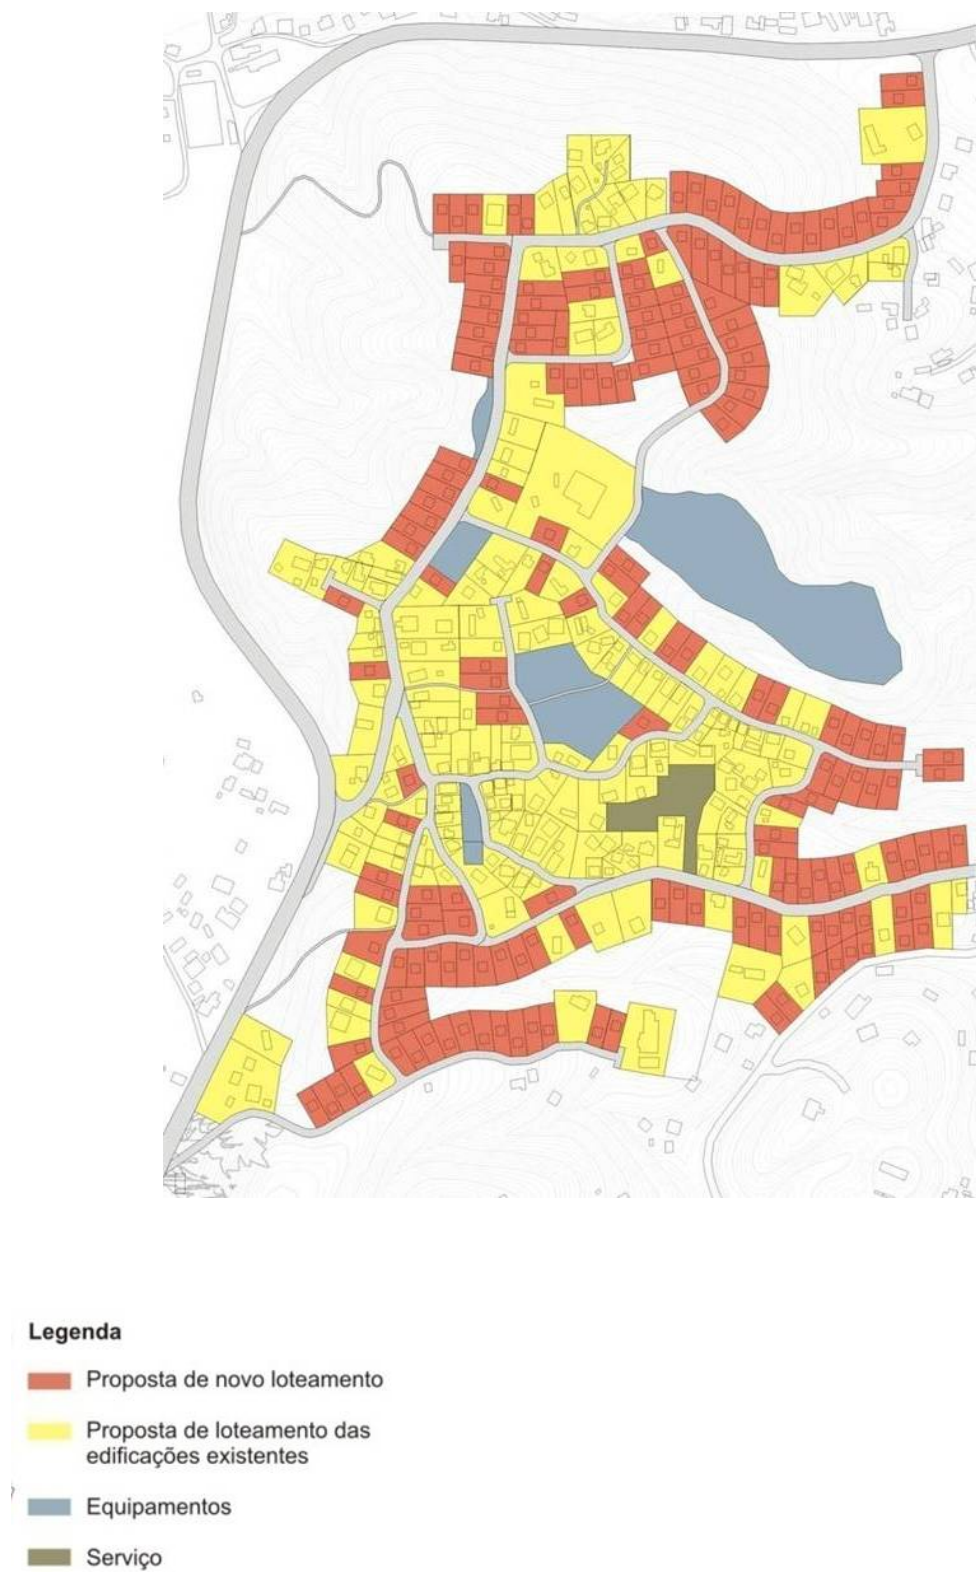 Legenda
Proposta de novo loteamento
Proposta de loteamento das
edificações existentes
Equipamentos
Serviço